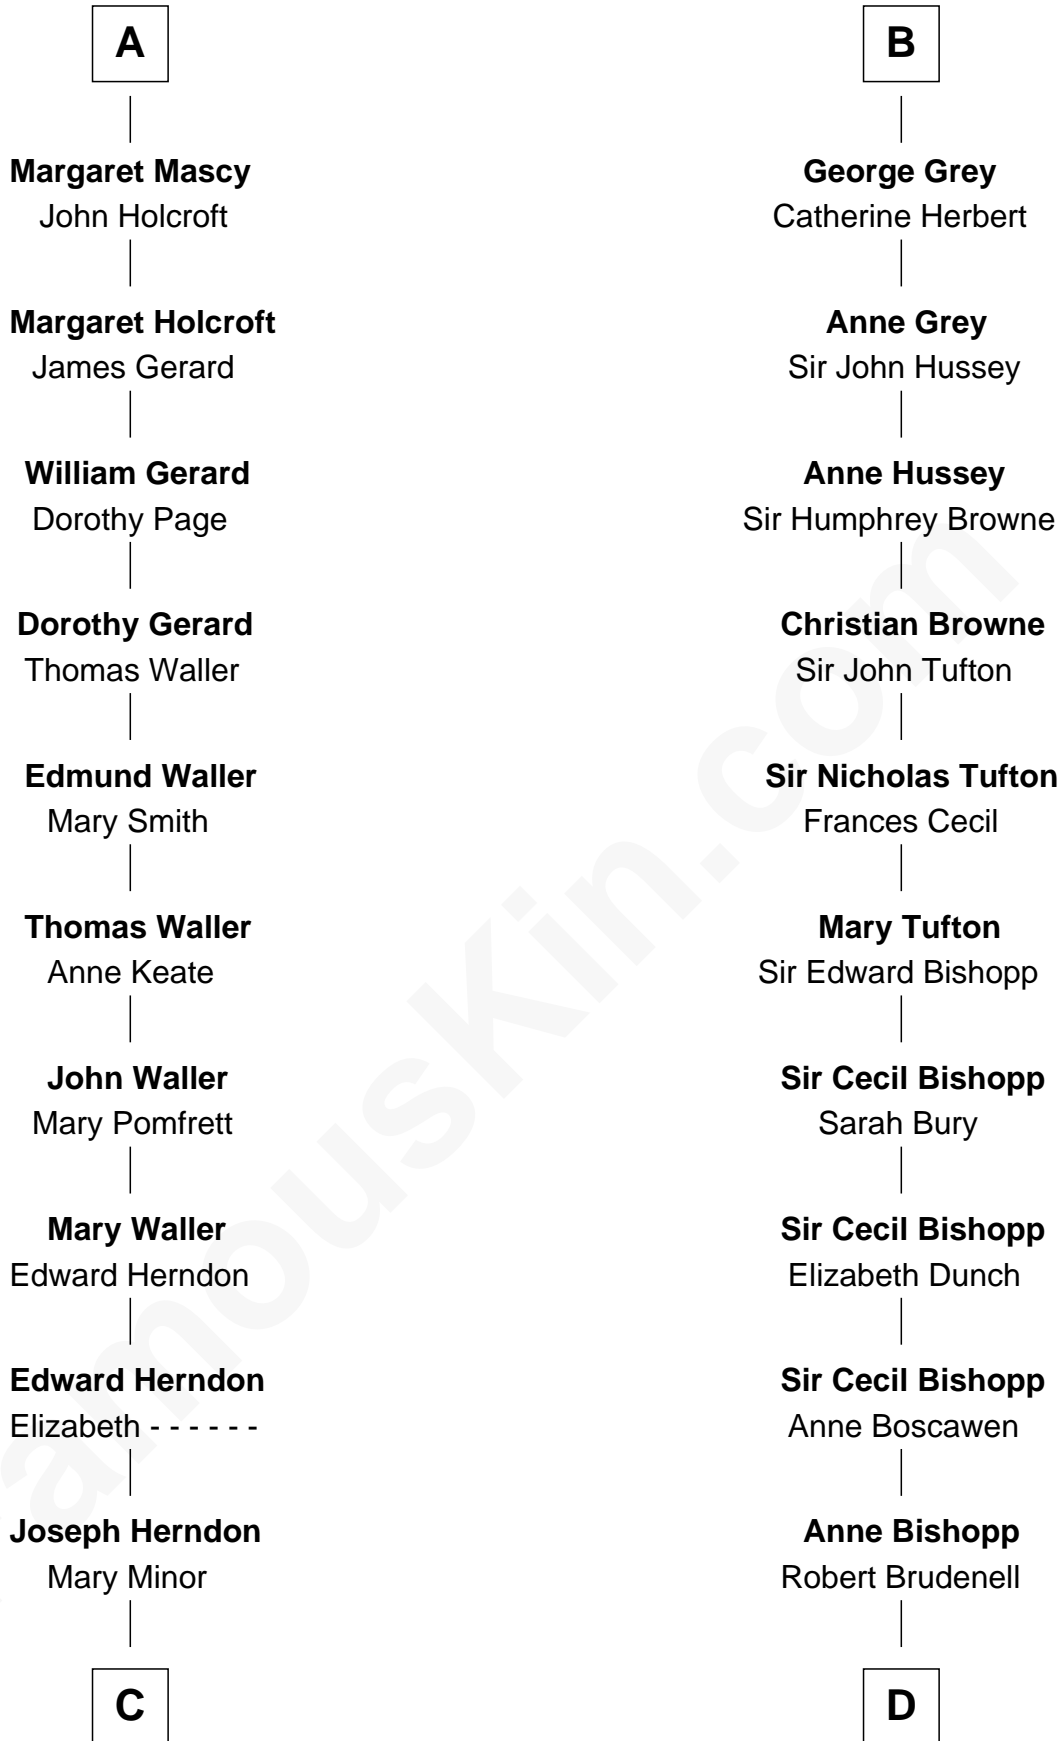 A
Margaret Mascy
John Holcroft
Margaret Holcroft
James Gerard
William Gerard
Dorothy Page
Dorothy Gerard
Thomas Waller
Edmund Waller
Mary Smith
Thomas Waller
Anne Keate
John Waller
Mary Pomfrett
Mary Waller
Edward Herndon
Edward Herndon
Elizabeth - - - - - -
Joseph Herndon
Mary Minor
C
B
George Grey
Catherine Herbert
Anne Grey
Sir John Hussey
Anne Hussey
Sir Humphrey Browne
Christian Browne
Sir John Tufton
Sir Nicholas Tufton
Frances Cecil
Mary Tufton
Sir Edward Bishopp
Sir Cecil Bishopp
Sarah Bury
Sir Cecil Bishopp
Elizabeth Dunch
Sir Cecil Bishopp
Anne Boscawen
Anne Bishopp
Robert Brudenell
D
amouskin.com